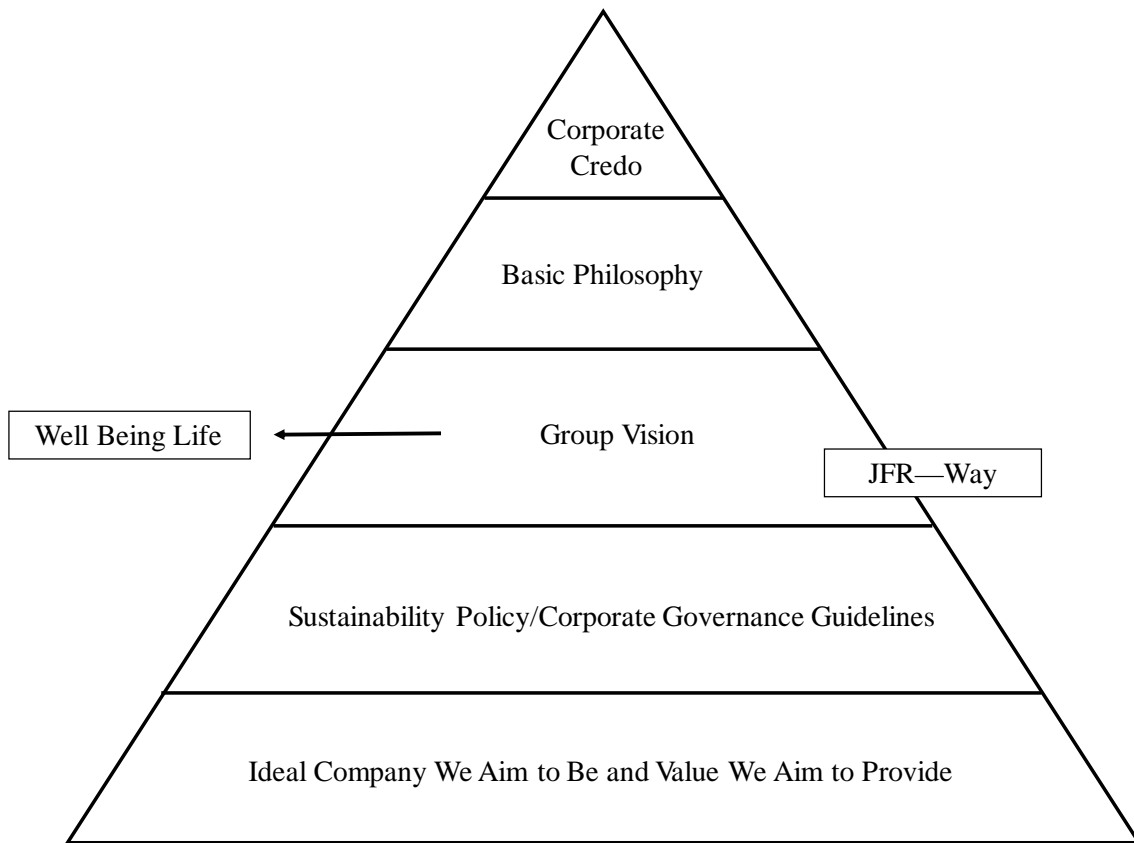 Corporate
Credo
Basic Philosophy
Well Being Life
Group Vision
JFR—Way
Sustainability Policy/Corporate Governance Guidelines
Ideal Company We Aim to Be and Value We Aim to Provide